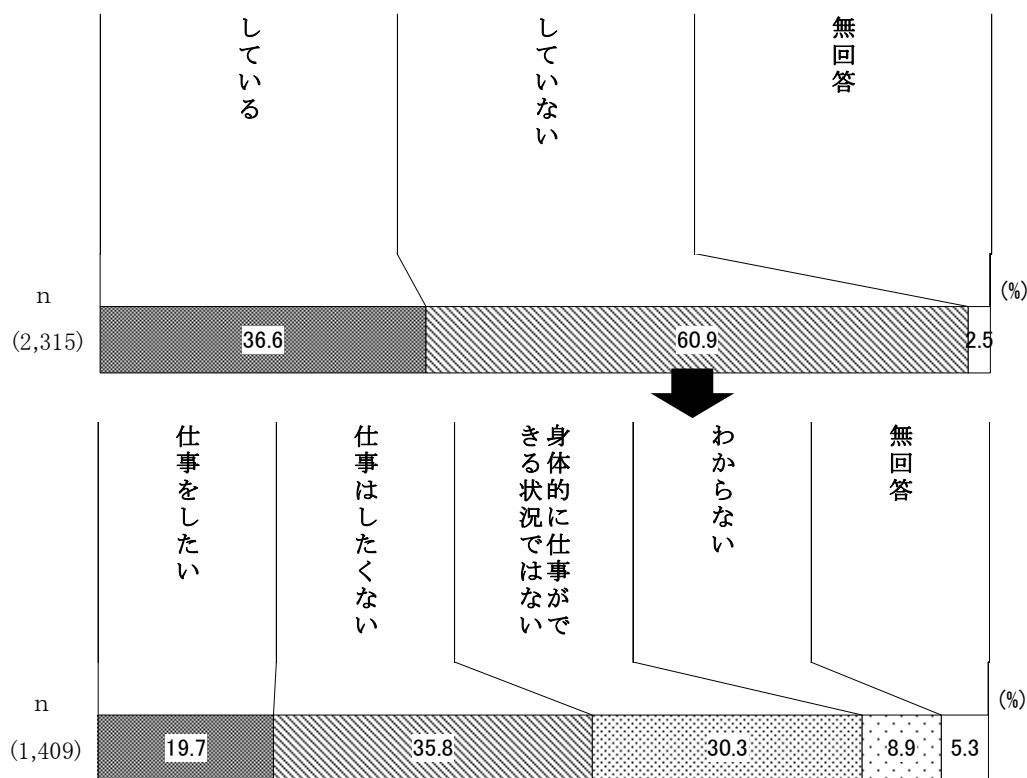 している
していない
無回答
(%)
n
(2,315)
36.6
60.9
2.5
仕事をしたい
仕事はしたくない
身体的に仕事がで
きる状況ではない
わからない
無回答
(%)
n
(1,409)
19.7
35.8
30.3
8.9
5.3